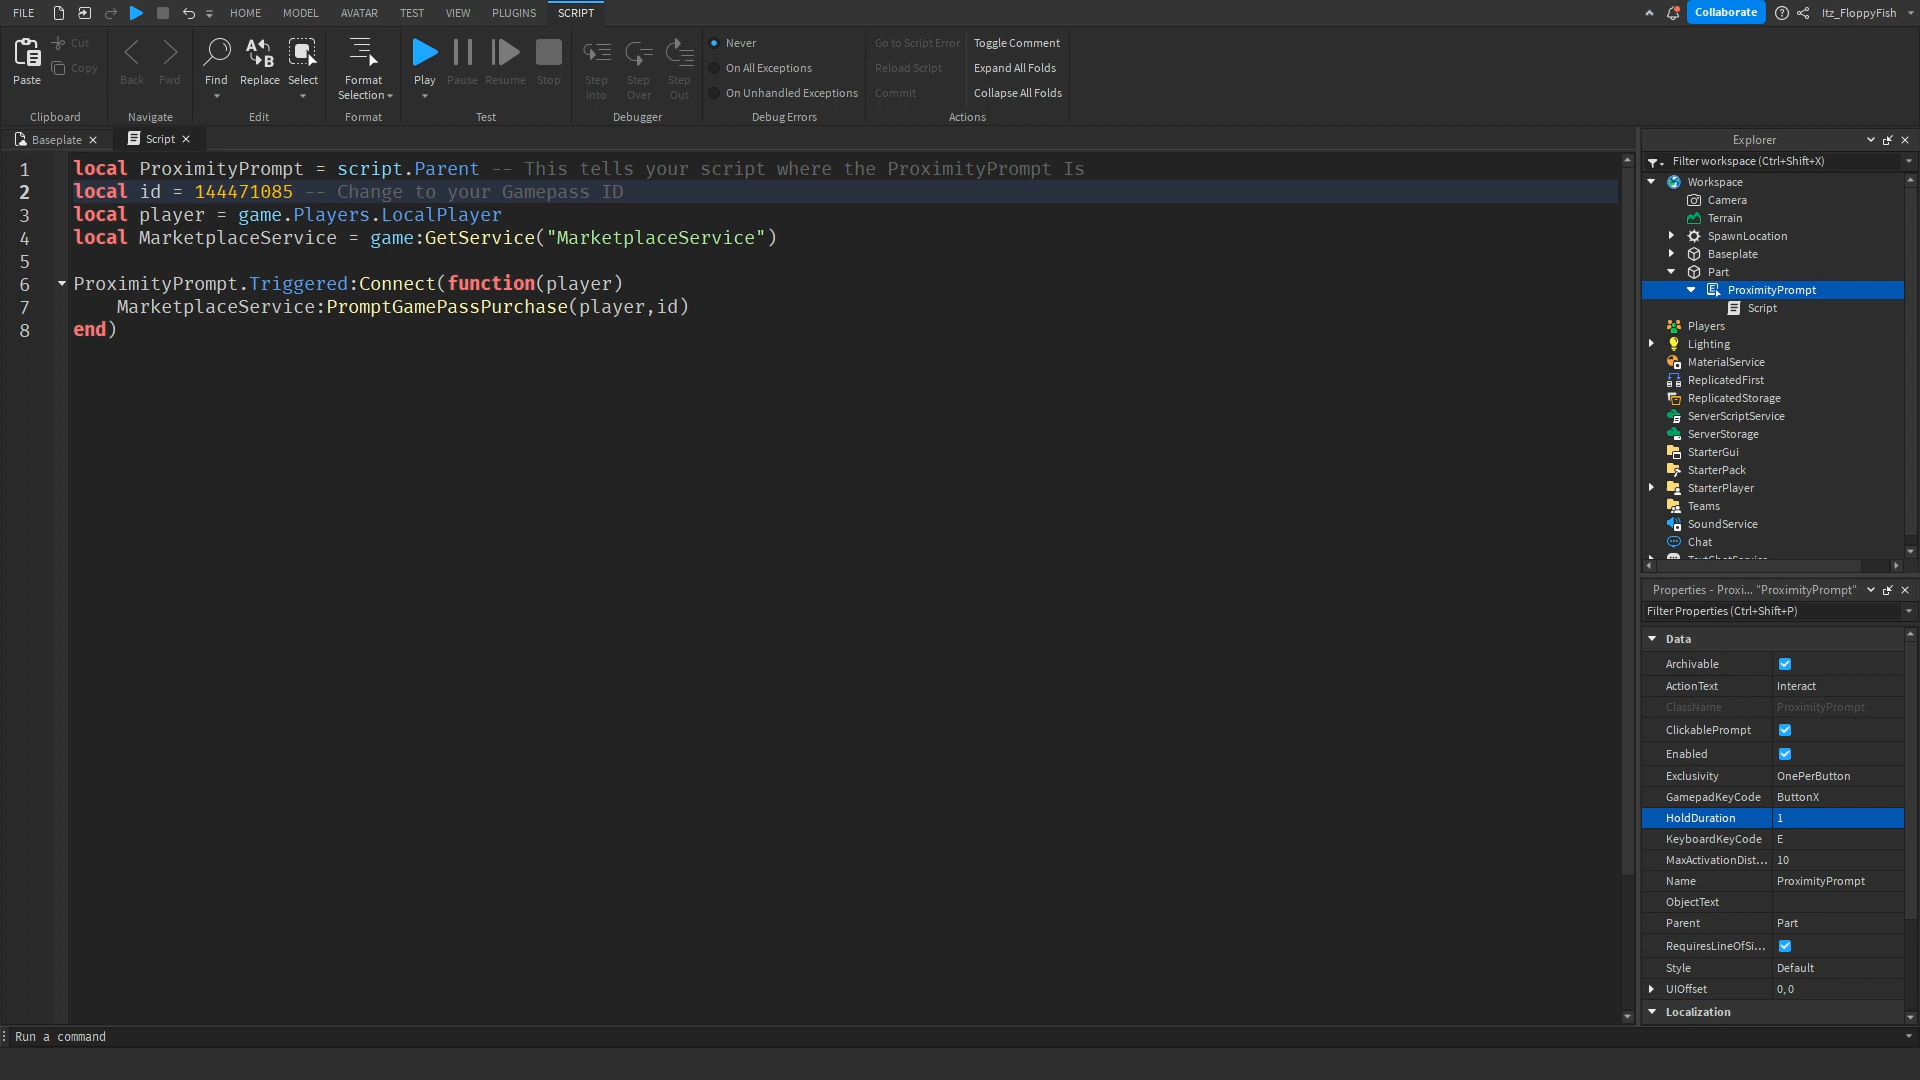 FILE HOME MODEL AVATAR TEST VIEW PLUGINS SCRIPT Collaborate Itz_FloppyFish
Paste Cut Copy
Clipboard
Back Fwd
Navigate
Find Replace Select
Edit
Format Selection
Format
Play Pause Resume Stop
Test
Step Into Step Over Step Out
Debugger
Never
On All Exceptions
On Unhandled Exceptions
Debug Errors
Go to Script Error Toggle Comment
Reload Script Expand All Folds
Commit Collapse All Folds
Actions
Baseplate Script
1 local ProximityPrompt = script.Parent -- This tells your script where the ProximityPrompt Is
2 local id = 144471085 -- Change to your Gamepass ID
3 local player = game.Players.LocalPlayer
4 local MarketplaceService = game:GetService("MarketplaceService")
5
6 ProximityPrompt.Triggered:Connect(function(player)
7 MarketplaceService:PromptGamePassPurchase(player,id)
8 end)
Explorer
Filter workspace (Ctrl+Shift+X)
Workspace
Camera
Terrain
SpawnLocation
Baseplate
Part
ProximityPrompt
Script
Players
Lighting
MaterialService
ReplicatedFirst
ReplicatedStorage
ServerScriptService
ServerStorage
StarterGui
StarterPack
StarterPlayer
Teams
SoundService
Chat
Properties - Proxi... "ProximityPrompt"
Filter Properties (Ctrl+Shift+P)
Data
Archivable
ActionText Interact
ClassName ProximityPrompt
ClickablePrompt
Enabled
Exclusivity OnePerButton
GamepadKeyCode ButtonX
HoldDuration 1
KeyboardKeyCode E
MaxActivationDist... 10
Name ProximityPrompt
ObjectText
Parent Part
RequiresLineOfSi...
Style Default
UIOffset 0, 0
Localization
Run a command